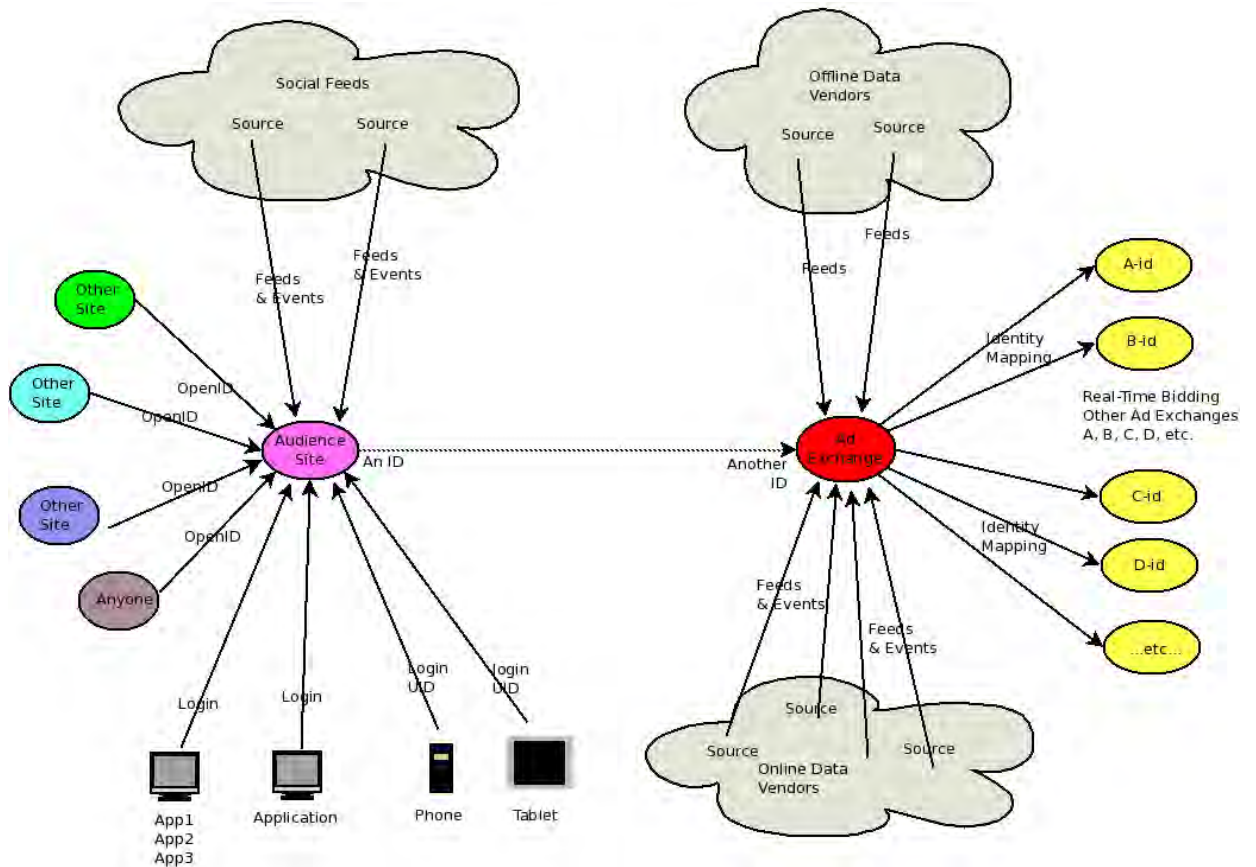 Social Feeds
Source
Source
Offline Data
Vendors
Source
Source
Feeds
& Events
Feeds
& Events
Feeds
Feeds
Other
Site
OpenID
Other
Site
OpenID
Other
Site
OpenID
Anyone
OpenID
Audience
Site
An ID
Another
ID
Ad
Exchange
A-id
B-id
Identity
Mapping
Real-Time Bidding
Other Ad Exchanges
A, B, C, D, etc.
C-id
Identity
Mapping
D-id
...etc...
Login
Login
Login
UID
login
UID
App1
App2
App3
Application
Phone
Tablet
Feeds
& Events
Feeds
& Events
Source
Source
Source
Online Data
Vendors